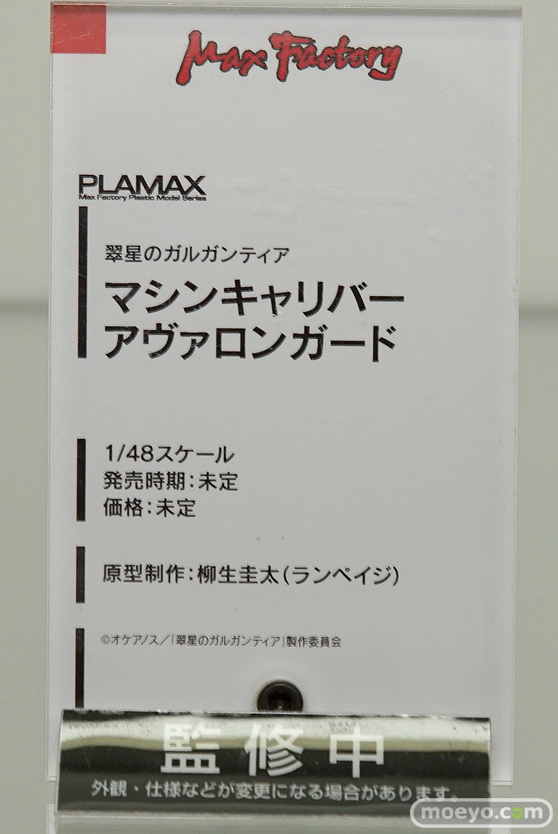 Max Factory
PLAMAX
Max Factory Plastic Model Series
翠星のガルガンティア
マシンキャリバー
アヴァロンガード
1/48スケール
発売時期:未定
価格:未定
原型制作:柳生圭太(ランペイジ)
©オケアノス/「翠星のガルガンティア」製作委員会
監修中
外観・仕様などが変更になる場合があります。
moeyo.com